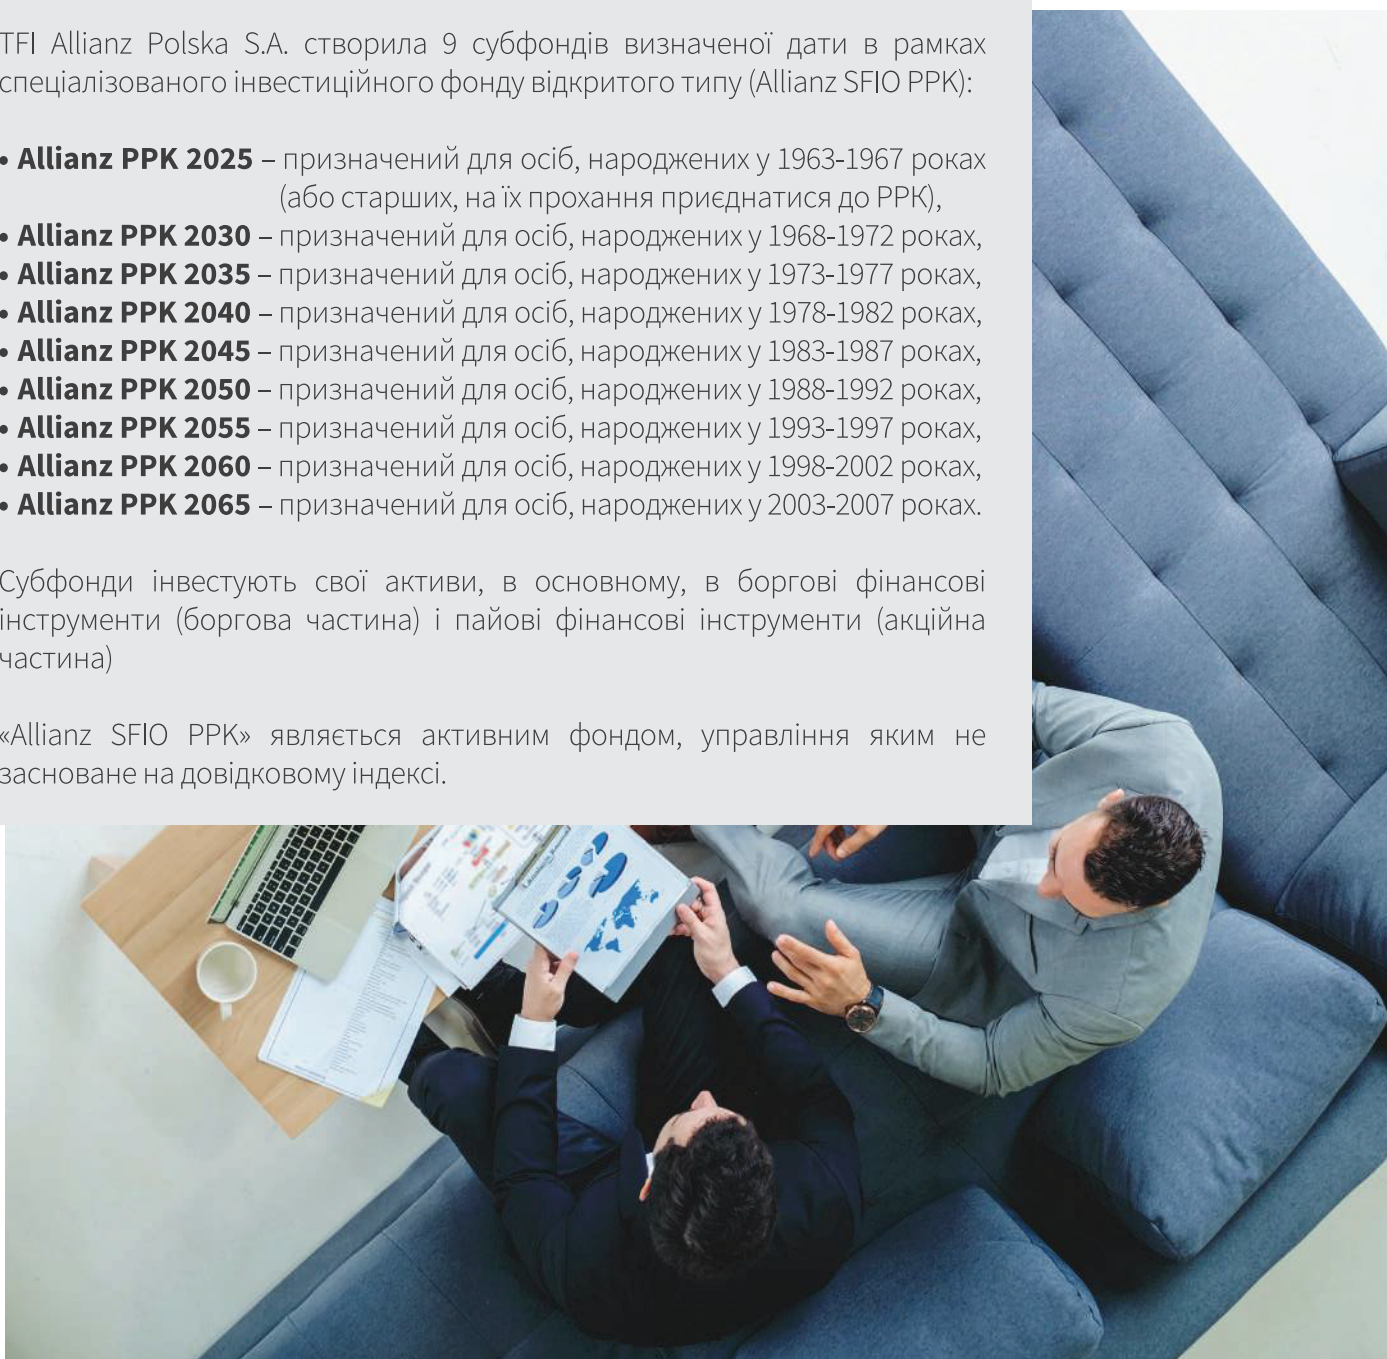 TFI Allianz Polska S.A. створила 9 субфондів визначеної дати в рамках
спеціалізованого інвестиційного фонду відкритого типу (Allianz SFIO PPK):
• Allianz PPK 2025 – призначений для осіб, народжених у 1963-1967 роках
(або старших, на їх прохання приєднатися до PPK),
• Allianz PPK 2030 – призначений для осіб, народжених у 1968-1972 роках,
• Allianz PPK 2035 – призначений для осіб, народжених у 1973-1977 роках,
• Allianz PPK 2040 – призначений для осіб, народжених у 1978-1982 роках,
• Allianz PPK 2045 – призначений для осіб, народжених у 1983-1987 роках,
• Allianz PPK 2050 – призначений для осіб, народжених у 1988-1992 роках,
• Allianz PPK 2055 – призначений для осіб, народжених у 1993-1997 роках,
• Allianz PPK 2060 – призначений для осіб, народжених у 1998-2002 роках,
• Allianz PPK 2065 – призначений для осіб, народжених у 2003-2007 роках.
Субфонди інвестують свої активи, в основному, в боргові фінансові
інструменти (боргова частина) і пайові фінансові інструменти (акційна
частина)
«Allianz SFIO PPK» являється активним фондом, управління яким не
засноване на довідковому індексі.